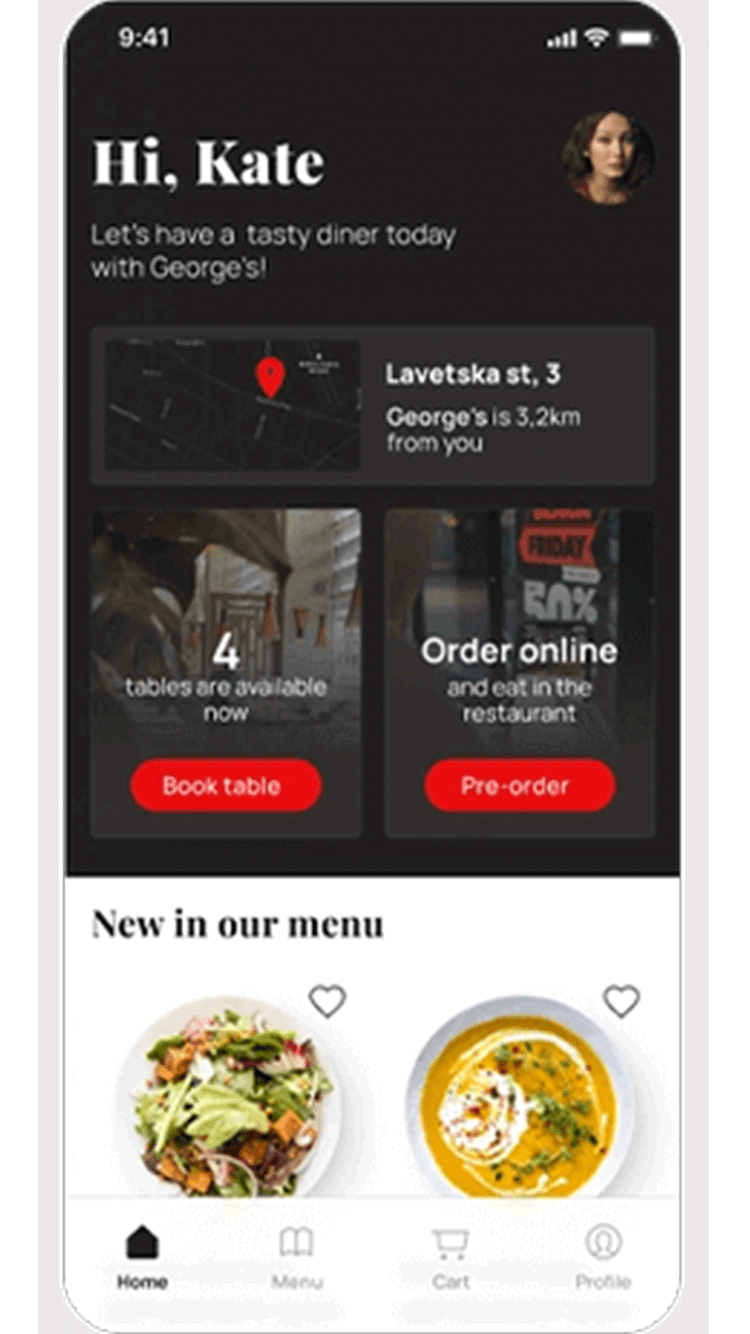 9:41
Hi, Kate
Let's have a tasty diner today
with George's!
Lavetska st, 3
George's is 3,2km
from you
FRIDAY
50%
4
tables are available
now
Order online
and eat in the
restaurant
Book table
Pre-order
New in our menu
Home
Menu
Cart
Profile